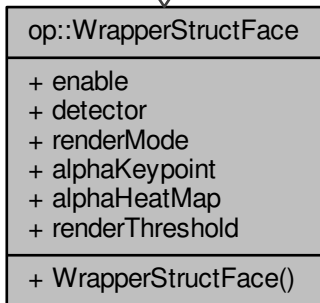 op::WrapperStructFace
+ enable
+ detector
+ renderMode
+ alphaKeypoint
+ alphaHeatMap
+ renderThreshold
+ WrapperStructFace()